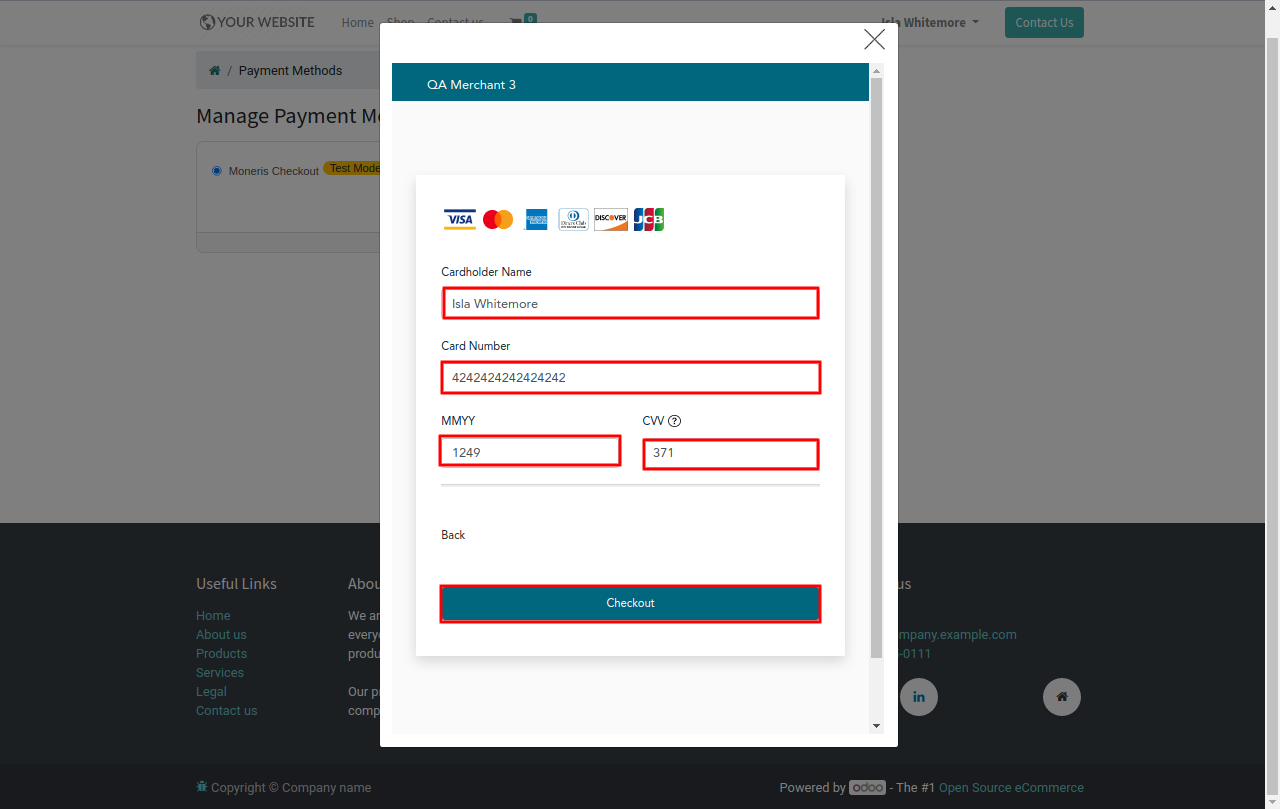 YOUR WEBSITE Home Shop Contact us 0 Isla Whitemore Contact Us
/ Payment Methods
Manage Payment Me
Moneris Checkout Test Mode
QA Merchant 3
VISA DISCOVER JCB
Cardholder Name
Isla Whitemore
Card Number
4242424242424242
MMYY CVV ?
1249 371
Back
Checkout
Useful Links
Home
About us
Products
Services
Legal
Contact us
Abou
We ar
every
produ
Our pr
comp
us
mpany.example.com
-0111
in
Copyright © Company name
Powered by odoo - The #1 Open Source eCommerce